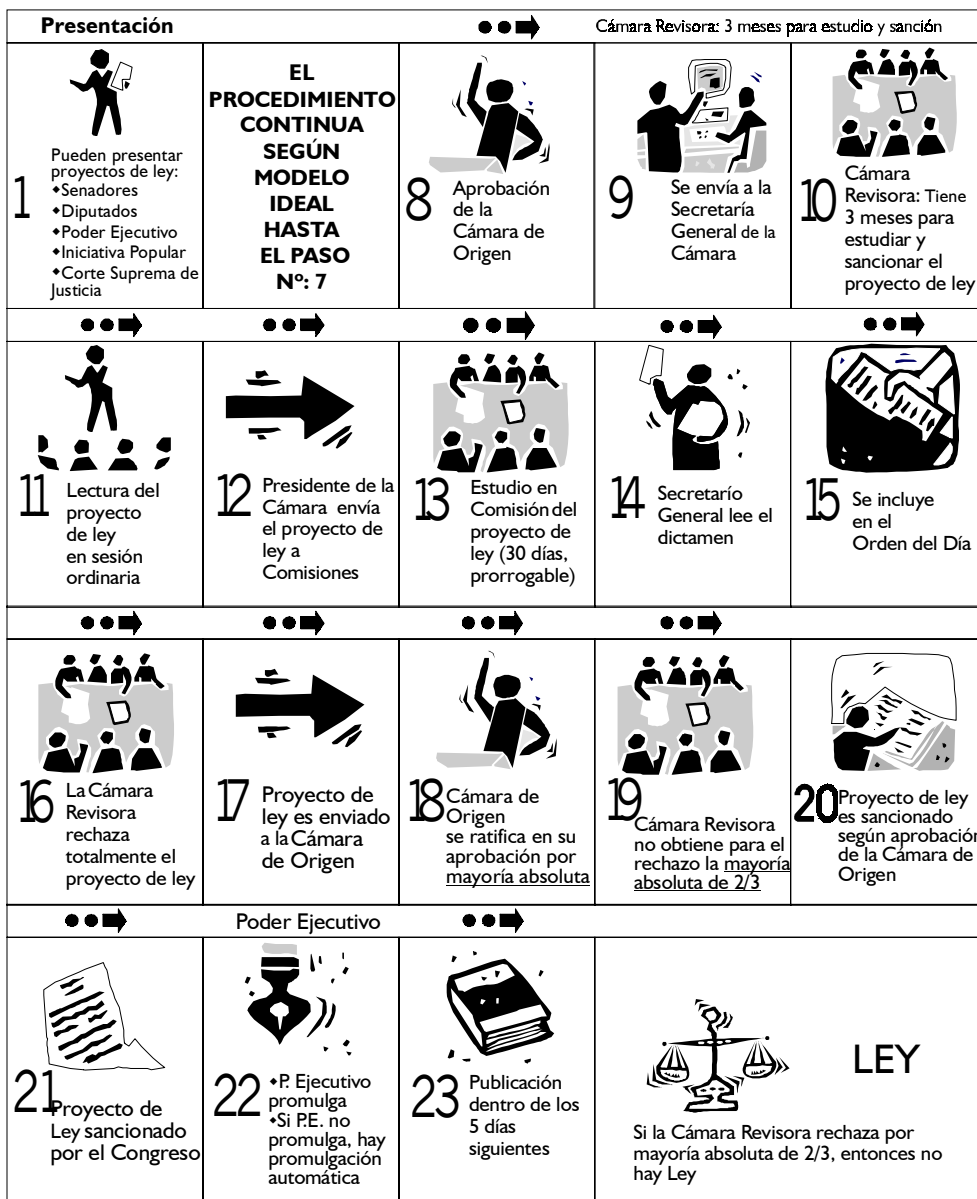 Presentación
Cámara Revisora: 3 meses para estudio y sanción
1
Pueden presentar
proyectos de ley:
◆Senadores
◆Diputados
◆Poder Ejecutivo
◆Iniciativa Popular
◆Corte Suprema de
Justicia
EL
PROCEDIMIENTO
CONTINUA
SEGÚN
MODELO
IDEAL
HASTA
EL PASO
Nº: 7
8
Aprobación
de la
Cámara de
Origen
9
Se envía a la
Secretaría
General de la
Cámara
10
Cámara
Revisora: Tiene
3 meses para
estudiar y
sancionar el
proyecto de ley
11
Lectura del
proyecto
de ley
en sesión
ordinaria
12
Presidente de la
Cámara envía
el proyecto de
ley a
Comisiones
13
Estudio en
Comisión del
proyecto de
ley (30 días,
prorrogable)
14
Secretarío
General lee el
dictamen
15
Se incluye
en el
Orden del Día
16
La Cámara
Revisora
rechaza
totalmente el
proyecto de ley
17
Proyecto de
ley es enviado
a la Cámara
de Origen
18
Cámara de
Origen
se ratifica en su
aprobación por
mayoría absoluta
19
Cámara Revisora
no obtiene para el
rechazo la mayoría
absoluta de 2/3
20
Proyecto de ley
es sancionado
según aprobación
de la Cámara de
Origen
Poder Ejecutivo
21
Proyecto de
Ley sancionado
por el Congreso
22
◆P. Ejecutivo
promulga
◆Si P.E. no
promulga, hay
promulgación
automática
23
Publicación
dentro de los
5 días
siguientes
LEY
Si la Cámara Revisora rechaza por
mayoría absoluta de 2/3, entonces no
hay Ley